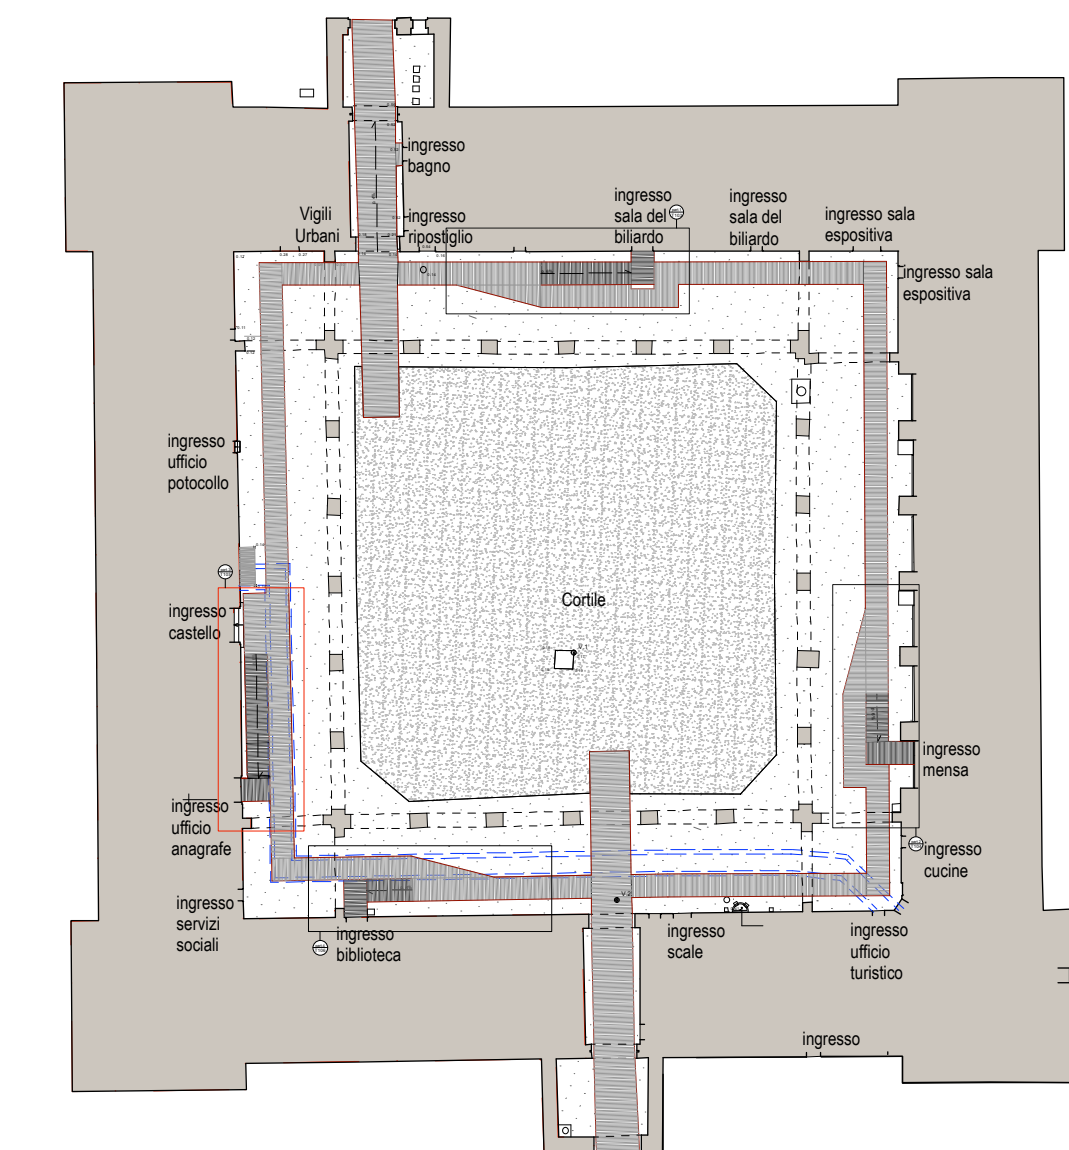 ingresso
bagno
Vigili
Urbani
ingresso
ripostiglio
ingresso
sala del
biliardo
ingresso
sala del
biliardo
ingresso sala
espositiva
ingresso sala
espositiva
ingresso
ufficio
potocollo
Cortile
ingresso
castello
V.1
ingresso
mensa
ingresso
ufficio
anagrafe
ingresso
cucine
ingresso
servizi
sociali
V.2
ingresso
biblioteca
ingresso
scale
ingresso
ufficio
turistico
ingresso